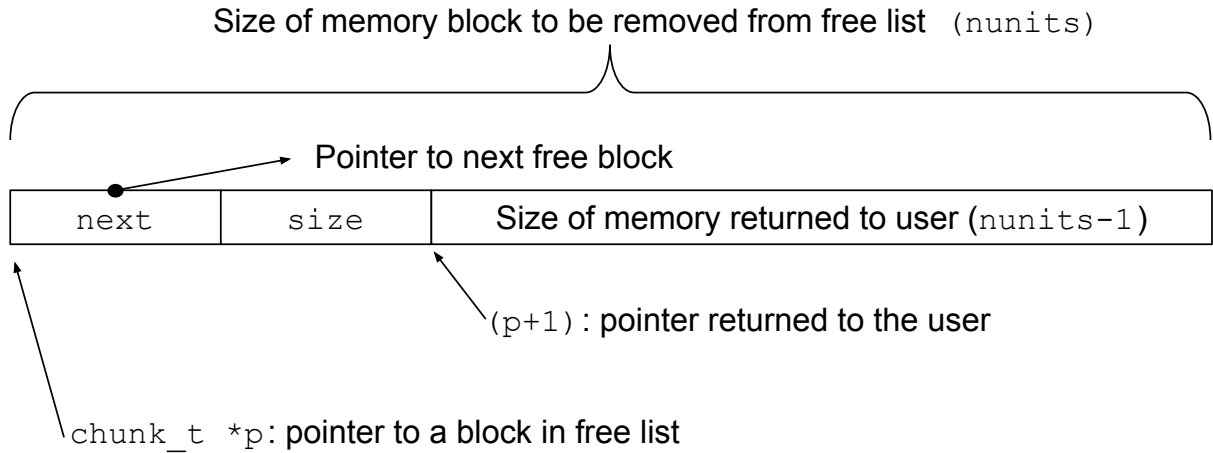 Size of memory block to be removed from free list (nunits)
Pointer to next free block
next size Size of memory returned to user (nunits-1)
(p+1): pointer returned to the user
chunk_t *p: pointer to a block in free list